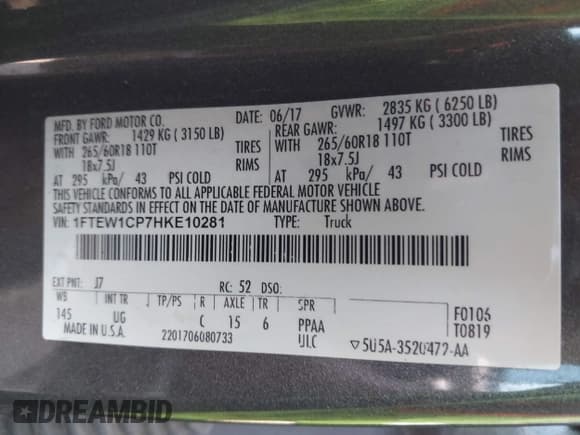 MFD. BY FORD MOTOR CO. DATE: 06/17 GVWR: 2835 KG ( 6250 LB)
FRONT GAWR: 1429 KG ( 3150 LB) REAR GAWR: 1497 KG ( 3300 LB)
WITH 265/60R18 110T TIRES WITH 265/60R18 110T TIRES
18x7.5J RIMS 18x7.5J RIMS
AT 295 kPa/ 43 PSI COLD AT 295 kPa/ 43 PSI COLD
THIS VEHICLE CONFORMS TO ALL APPLICABLE FEDERAL MOTOR VEHICLE
SAFETY STANDARDS IN EFFECT ON THE DATE OF MANUFACTURE SHOWN ABOVE.
VIN: 1FTEW1CP7HKE10281 TYPE: Truck
EXT PNT: J7 RC: 52 DSO:
WB INT TR TP/PS R AXLE TR SPR
145 UG C 15 6 PPAA F0106
MADE IN U.S.A. 2201706080733 ULC T0819
▽5U5A-3520472-AA
DREAMBID